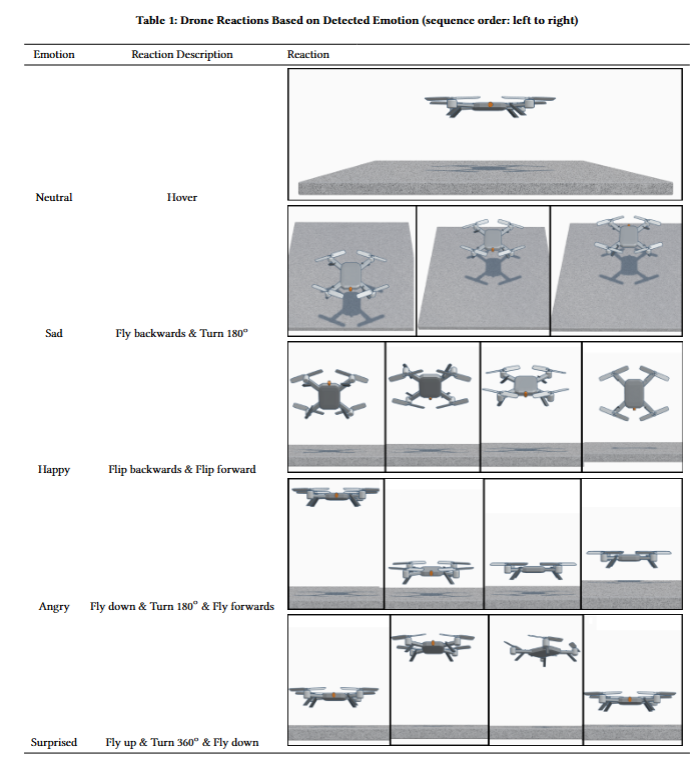 Table 1: Drone Reactions Based on Detected Emotion (sequence order: left to right)
Emotion Reaction Description Reaction
Neutral Hover
Sad Fly backwards & Turn 180°
Happy Flip backwards & Flip forward
Angry Fly down & Turn 180° & Fly forwards
Surprised Fly up & Turn 360° & Fly down